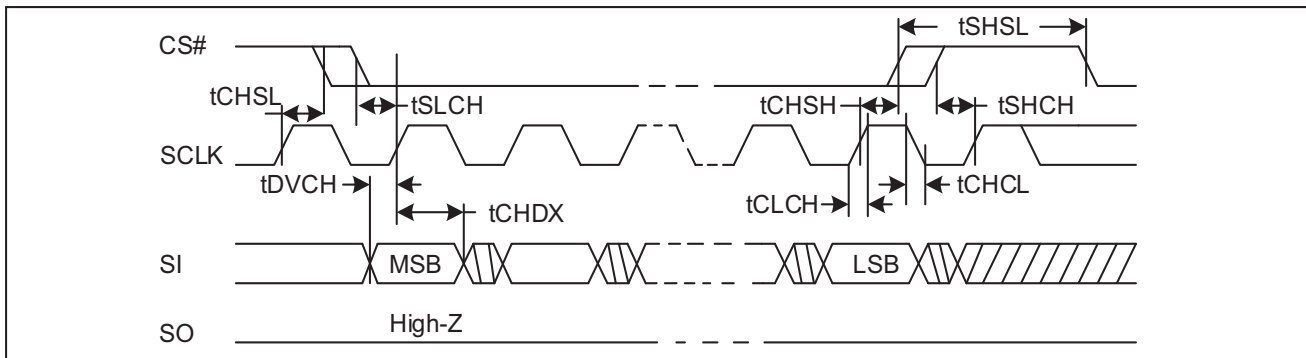 tSHSL
CS#
tCHSL
tSLCH
tCHSH
tSHCH
SCLK
tDVCH
tCHCL
tCLCH
tCHDX
SI
MSB
LSB
SO
High-Z